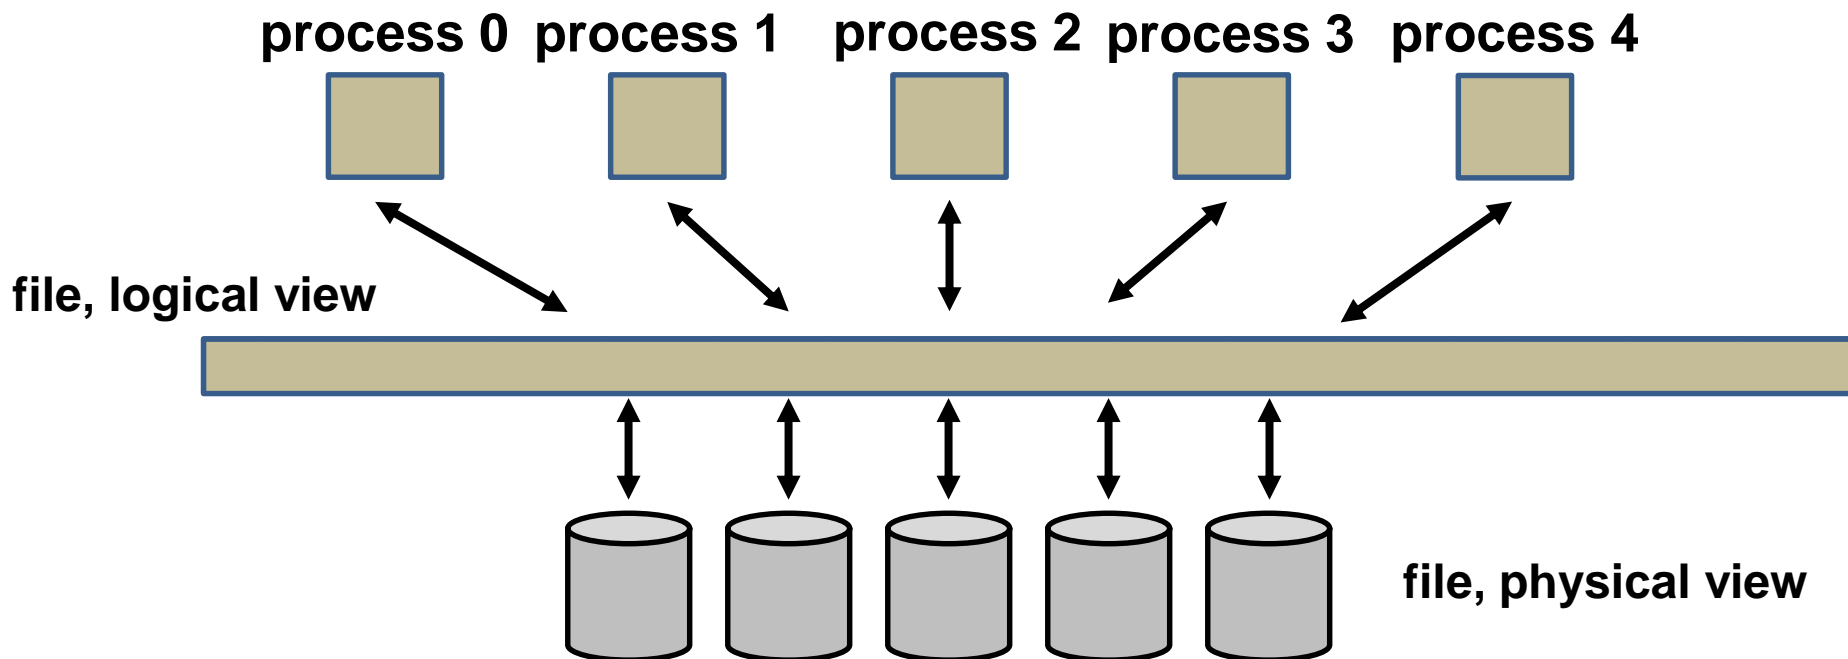 process 0 process 1 process 2 process 3 process 4
file, logical view
file, physical view